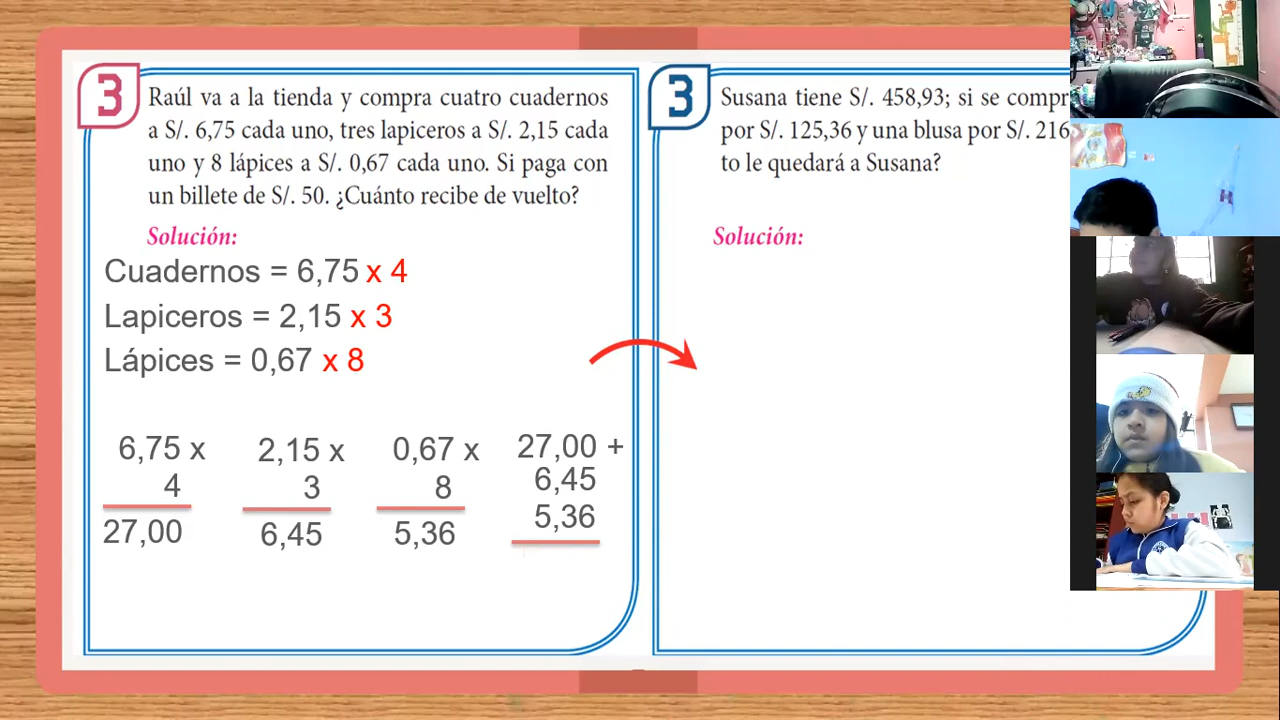 3
Raúl va a la tienda y compra cuatro cuadernos
a S/. 6,75 cada uno, tres lapiceros a S/. 2,15 cada
uno y 8 lápices a S/. 0,67 cada uno. Si paga con
un billete de S/. 50. ¿Cuánto recibe de vuelto?
Solución:
Cuadernos = 6,75 x 4
Lapiceros = 2,15 x 3
Lápices = 0,67 x 8
6,75 x
4
27,00
2,15 x
3
6,45
0,67 x
8
5,36
27,00 +
6,45
5,36
3
Susana tiene S/. 458,93; si se compr
por S/. 125,36 y una blusa por S/. 216
to le quedará a Susana?
Solución: